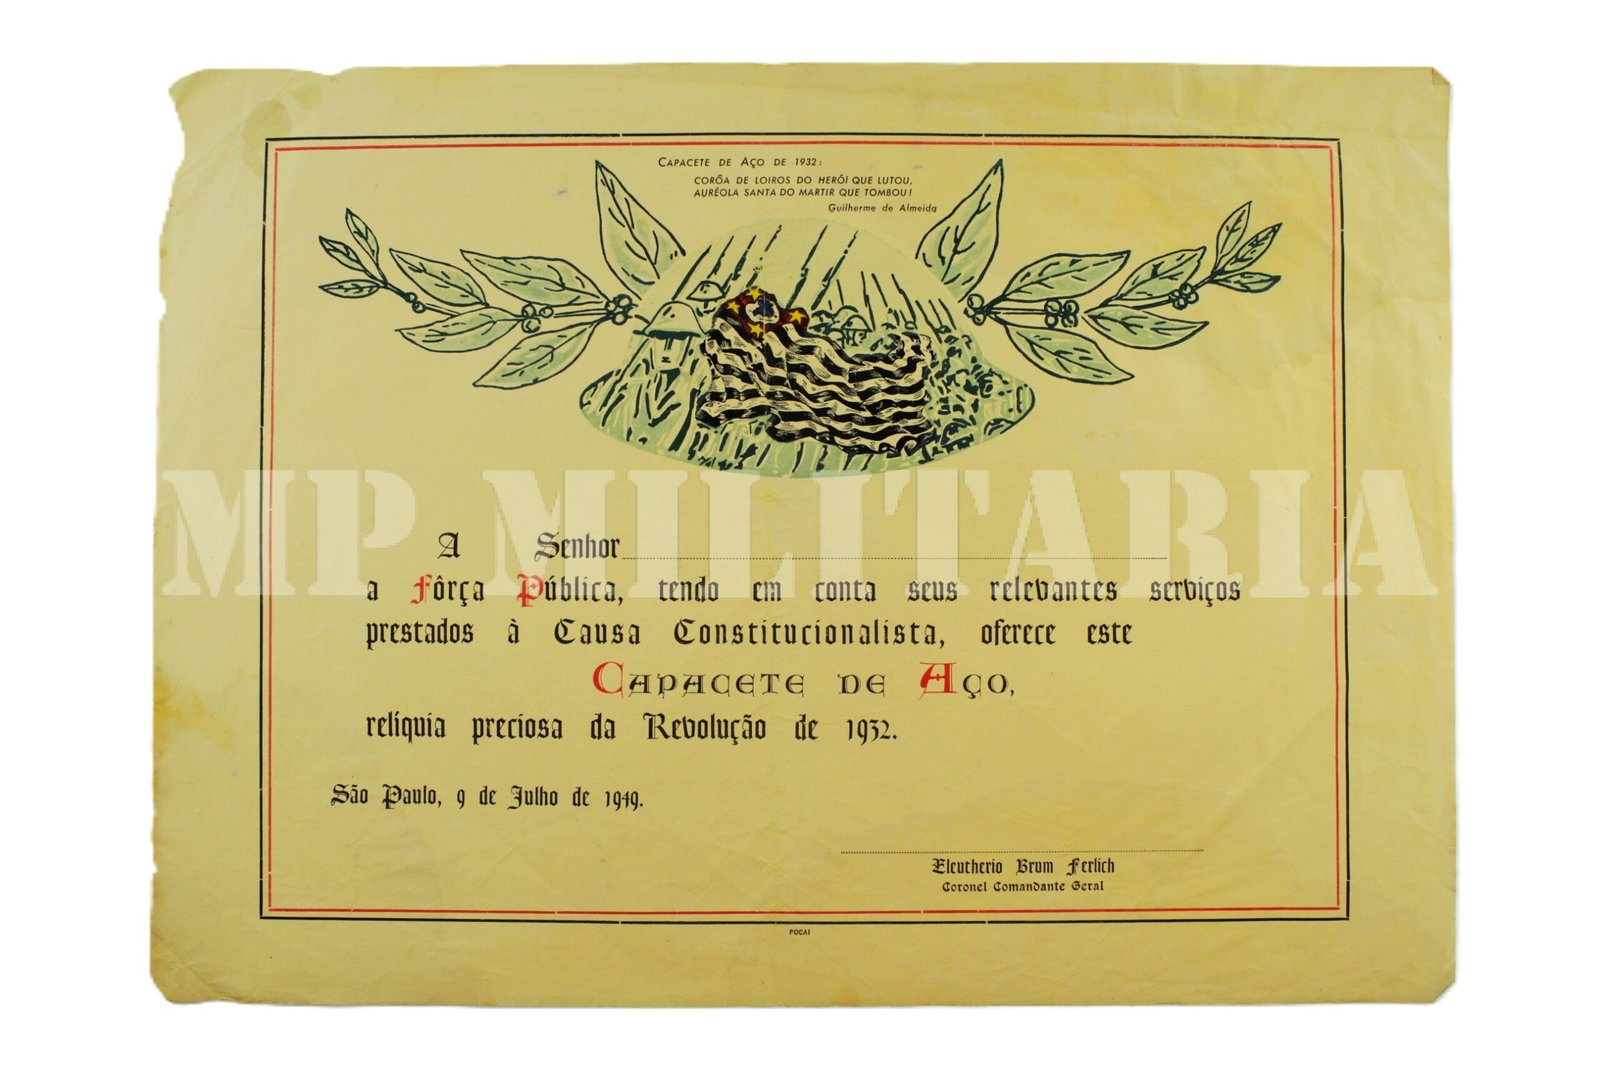 CAPACETE DE AÇO DE 1932:
CORÔA DE LOIROS DO HERÓI QUE LUTOU,
AURÉOLA SANTA DO MARTIR QUE TOMBOU!
Guilherme de Almeida
A Senhor
a Fôrça Pública, tendo em conta seus relevantes serviços
prestados à Causa Constitucionalista, oferece este
CAPACETE DE AÇO,
relíquia preciosa da Revolução de 1932.
São Paulo, 9 de Julho de 1949.
Eleutherio Brum Ferlich
Coronel Comandante Geral
POCAI
MP MILITARIA